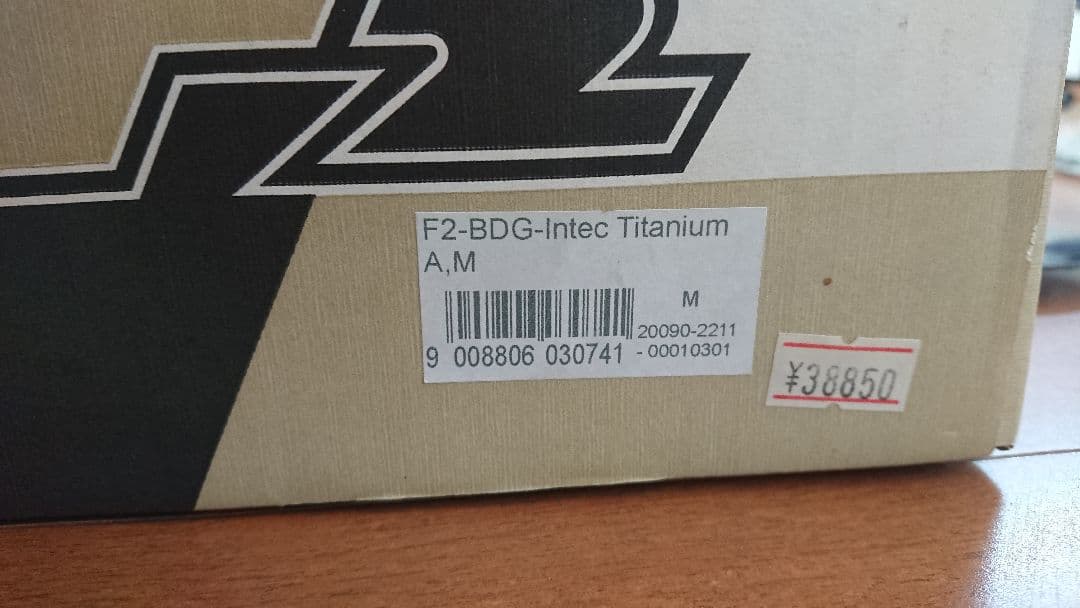 F2-BDG-Intec Titanium
A,M
M
20090-2211
9 008806 030741 - 00010301
¥38850